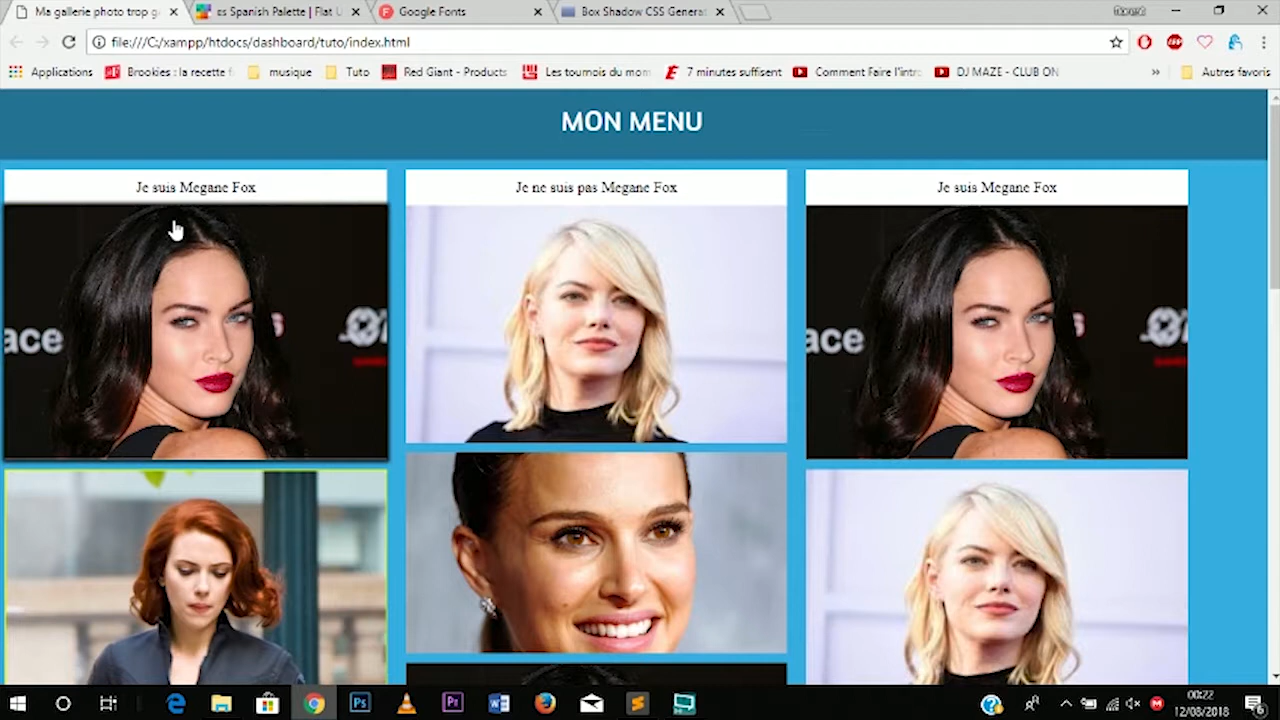 Ma gallerie photo trop g
es Spanish Palette | Flat U
Google Fonts
Box Shadow CSS Generat
file:///C:/xampp/htdocs/dashboard/tuto/index.html
Applications
Brookies : la recette f
musique
Tuto
Red Giant - Products
Les tournois du mom
7 minutes suffisent
Comment Faire l'intr
DJ MAZE - CLUB ON
»
Autres favoris
MON MENU
Je suis Megane Fox
Je ne suis pas Megane Fox
Je suis Megane Fox
ace
ace
00:22
12/08/2018